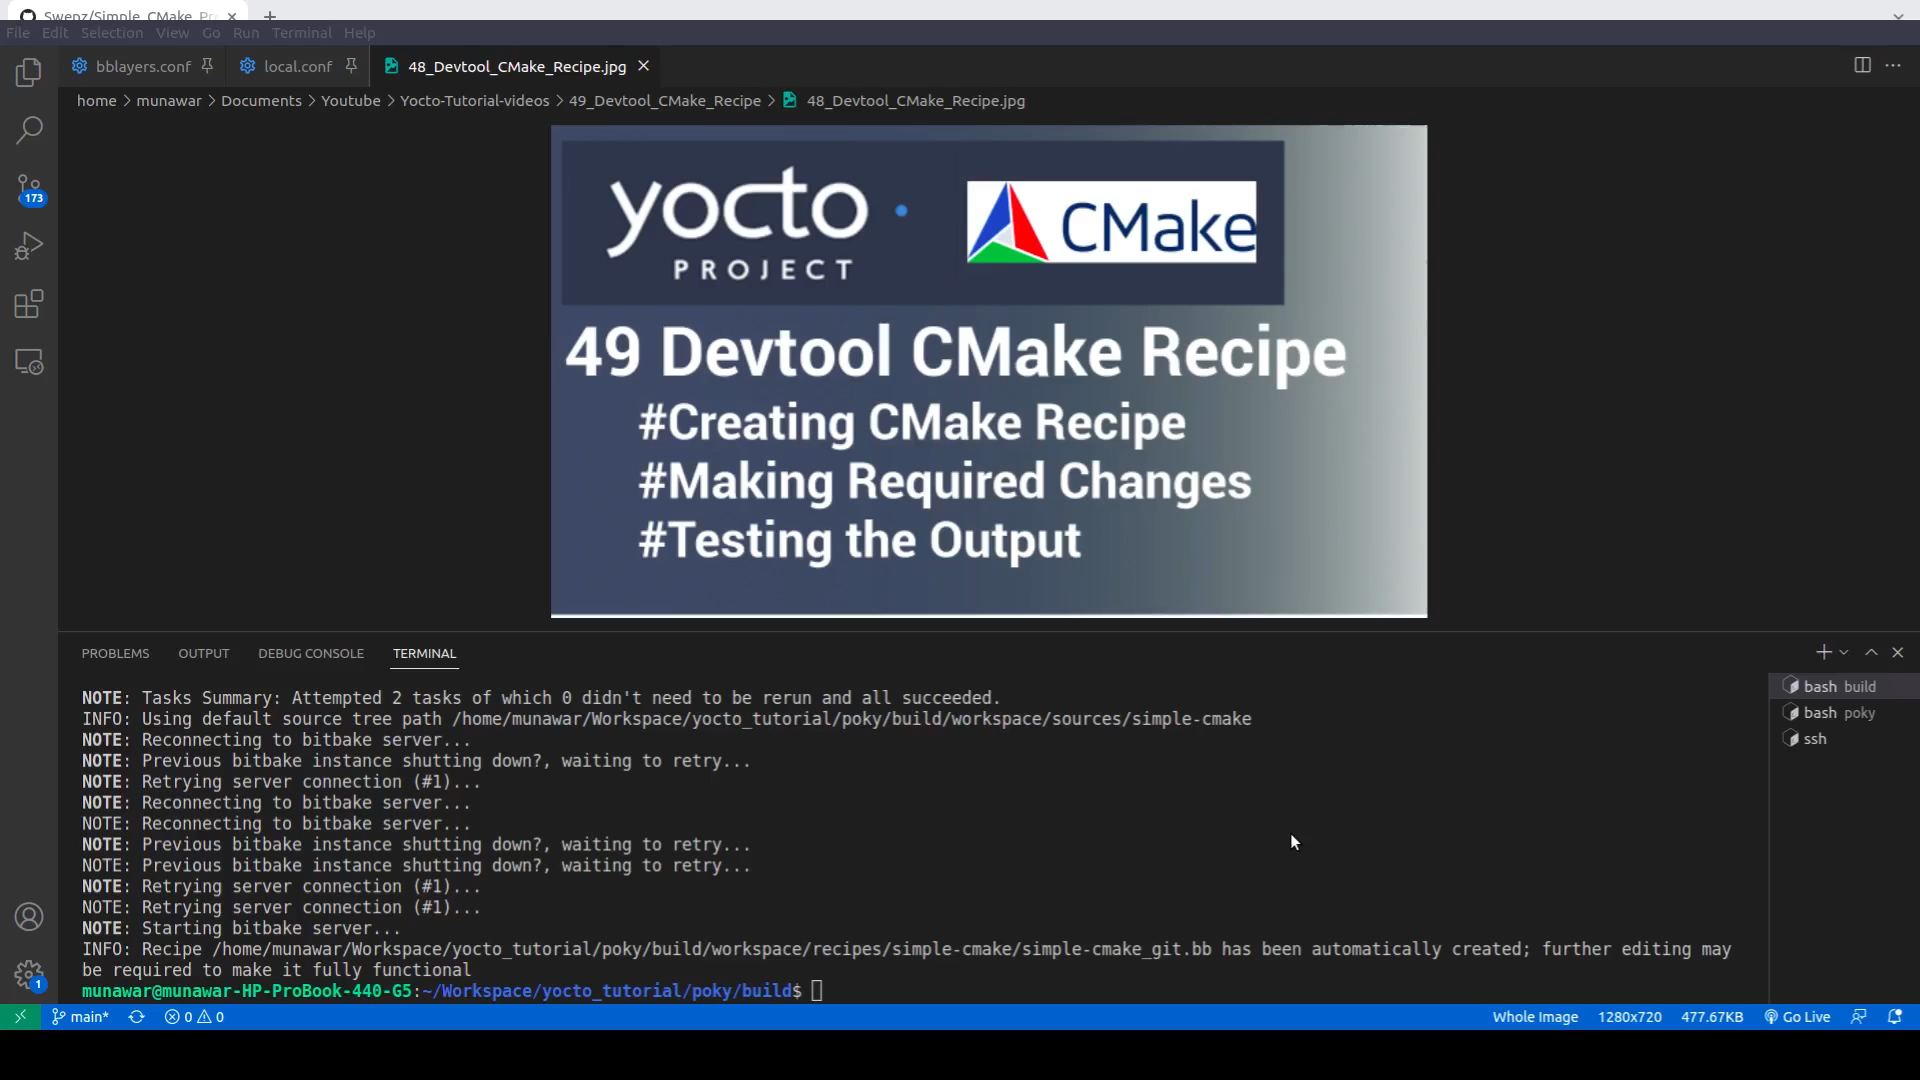 Swepz/Simple_CMake_Pr
File Edit Selection View Go Run Terminal Help
bblayers.conf local.conf 48_Devtool_CMake_Recipe.jpg
home > munawar > Documents > Youtube > Yocto-Tutorial-videos > 49_Devtool_CMake_Recipe > 48_Devtool_CMake_Recipe.jpg
173
yocto
PROJECT
CMake
49 Devtool CMake Recipe
#Creating CMake Recipe
#Making Required Changes
#Testing the Output
PROBLEMS OUTPUT DEBUG CONSOLE TERMINAL
NOTE: Tasks Summary: Attempted 2 tasks of which 0 didn't need to be rerun and all succeeded.
INFO: Using default source tree path /home/munawar/Workspace/yocto_tutorial/poky/build/workspace/sources/simple-cmake
NOTE: Reconnecting to bitbake server...
NOTE: Previous bitbake instance shutting down?, waiting to retry...
NOTE: Retrying server connection (#1)...
NOTE: Reconnecting to bitbake server...
NOTE: Reconnecting to bitbake server...
NOTE: Previous bitbake instance shutting down?, waiting to retry...
NOTE: Previous bitbake instance shutting down?, waiting to retry...
NOTE: Retrying server connection (#1)...
NOTE: Retrying server connection (#1)...
NOTE: Starting bitbake server...
INFO: Recipe /home/munawar/Workspace/yocto_tutorial/poky/build/workspace/recipes/simple-cmake/simple-cmake_git.bb has been automatically created; further editing may
be required to make it fully functional
munawar@munawar-HP-ProBook-440-G5:~/Workspace/yocto_tutorial/poky/build$
bash build
bash poky
ssh
1
main* 0 0 Whole Image 1280x720 477.67KB Go Live